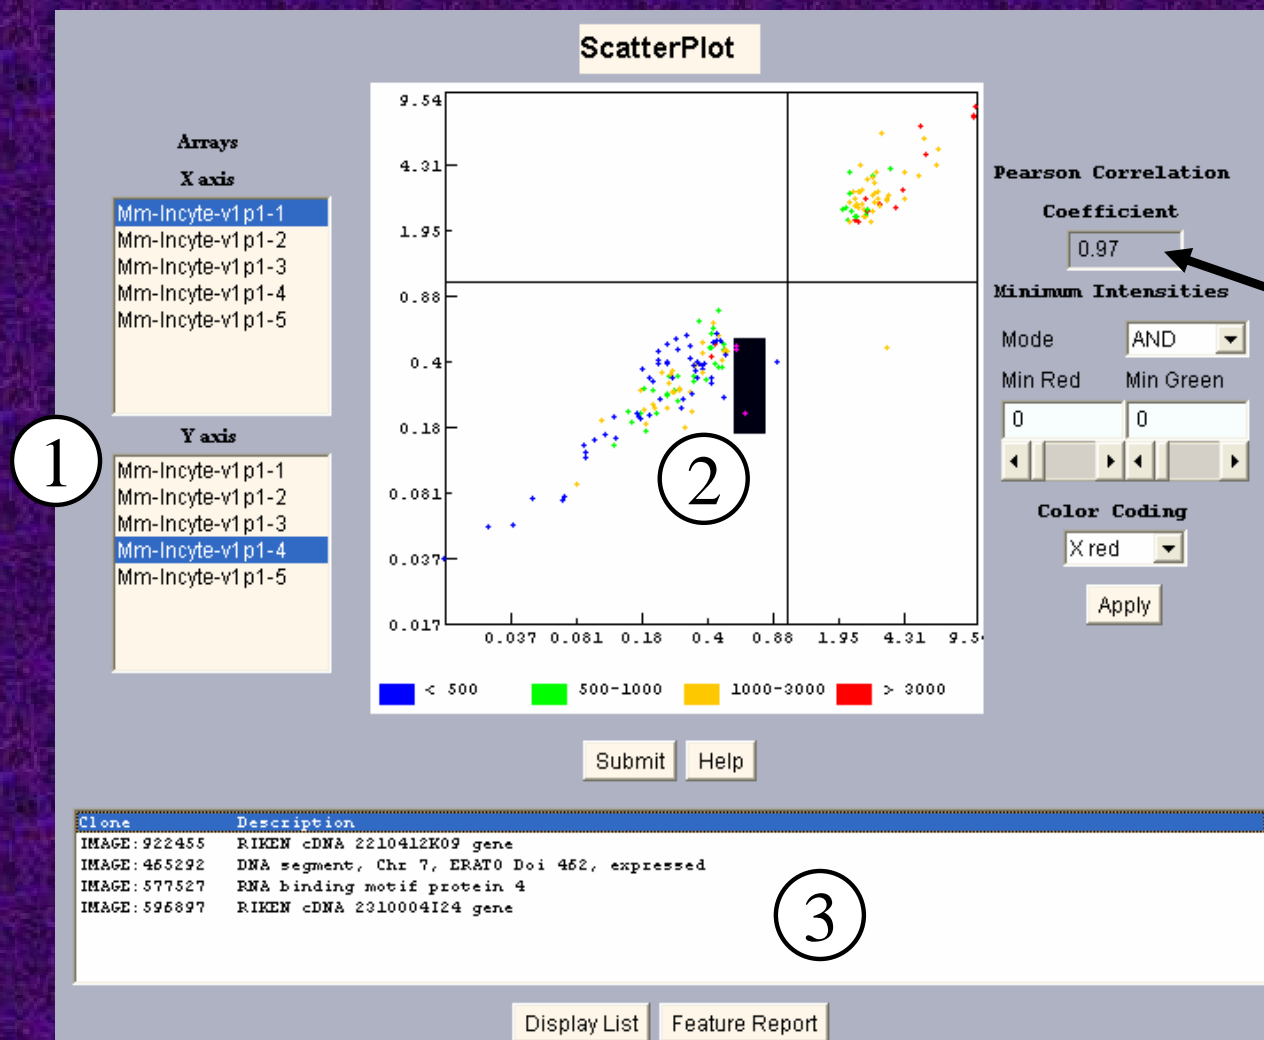 ScatterPlot
Arrays
X axis
Mm-Incyte-v1p1-1
Mm-Incyte-v1p1-2
Mm-Incyte-v1p1-3
Mm-Incyte-v1p1-4
Mm-Incyte-v1p1-5
1
Y axis
Mm-Incyte-v1p1-1
Mm-Incyte-v1p1-2
Mm-Incyte-v1p1-3
Mm-Incyte-v1p1-4
Mm-Incyte-v1p1-5
9.54
4.31
1.95
0.88
0.4
0.18
0.081
0.037
0.017
2
0.037 0.081 0.18 0.4 0.88 1.95 4.31 9.5
< 500 500-1000 1000-3000 > 3000
Pearson Correlation
Coefficient
0.97
Minimum Intensities
Mode AND
Min Red Min Green
0 0
Color Coding
X red
Apply
Submit Help
Clone Description
IMAGE:922455 RIKEN cDNA 2210412K09 gene
IMAGE:465292 DNA segment, Chr 7, ERATO Doi 462, expressed
IMAGE:577527 RNA binding motif protein 4
IMAGE:596897 RIKEN cDNA 2310004I24 gene
3
Display List Feature Report